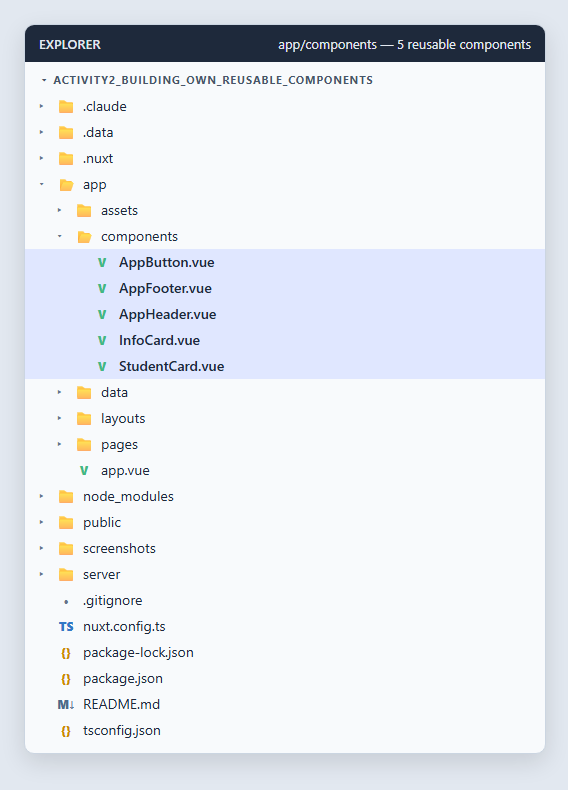 EXPLORER app/components — 5 reusable components
ACTIVITY2_BUILDING_OWN_REUSABLE_COMPONENTS
.claude
.data
.nuxt
app
assets
components
V AppButton.vue
V AppFooter.vue
V AppHeader.vue
V InfoCard.vue
V StudentCard.vue
data
layouts
pages
V app.vue
node_modules
public
screenshots
server
.gitignore
TS nuxt.config.ts
{} package-lock.json
{} package.json
M↓ README.md
{} tsconfig.json